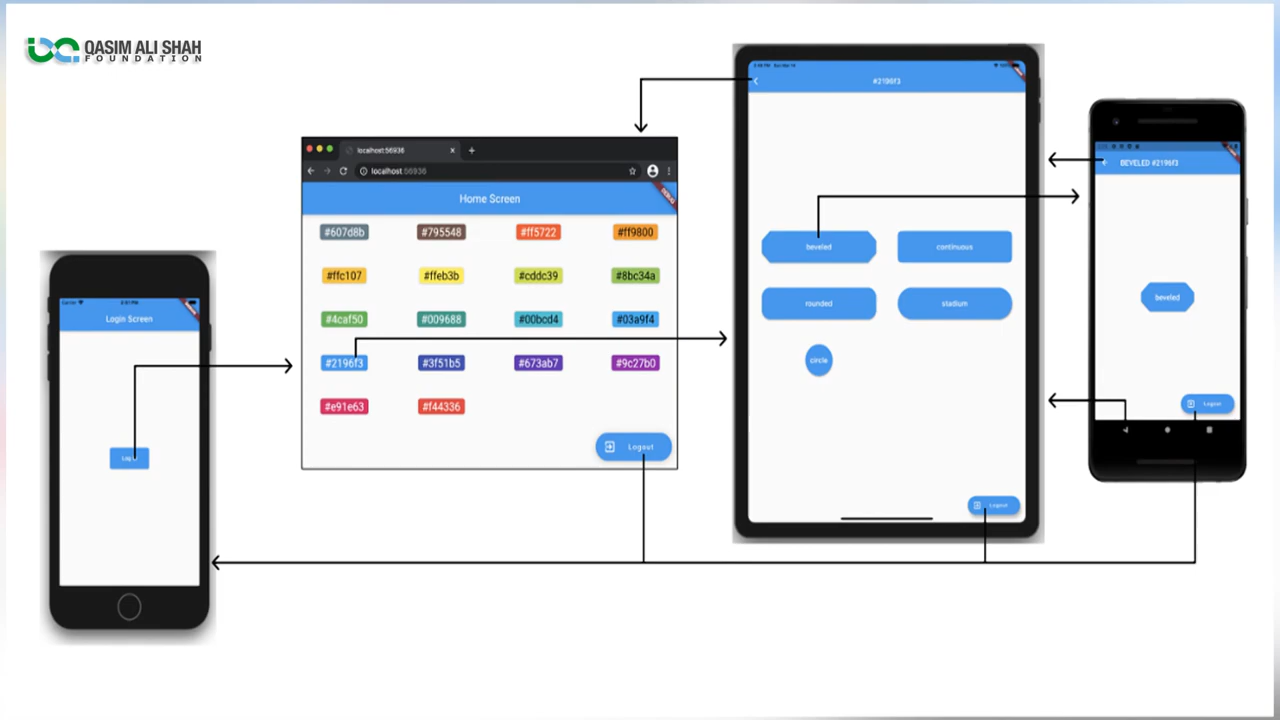 QASIM ALI SHAH
FOUNDATION
Login Screen
localhost:56936
localhost:56936
Home Screen
#607d8b #795548 #ff5722 #ff9800
#ffc107 #ffeb3b #cddc39 #8bc34a
#4caf50 #009688 #00bcd4 #03a9f4
#2196f3 #3f51b5 #673ab7 #9c27b0
#e91e63 #f44336
Logout
#2196f3
beveled continuous
rounded stadium
circle
Logout
BEVELED #2196f3
beveled
Logout